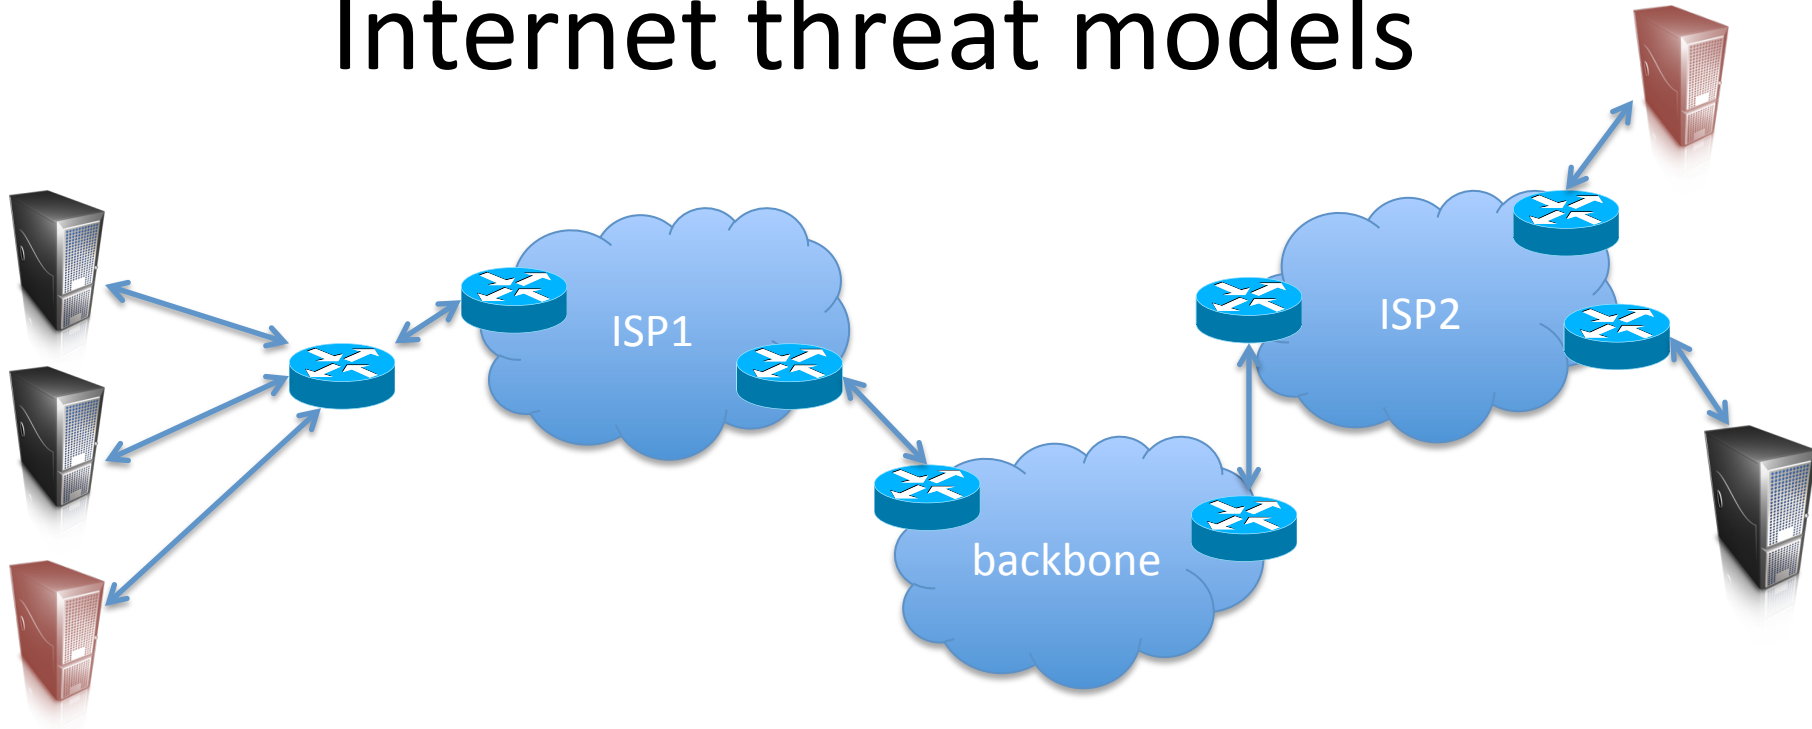 Internet threat models
ISP1
ISP2
backbone